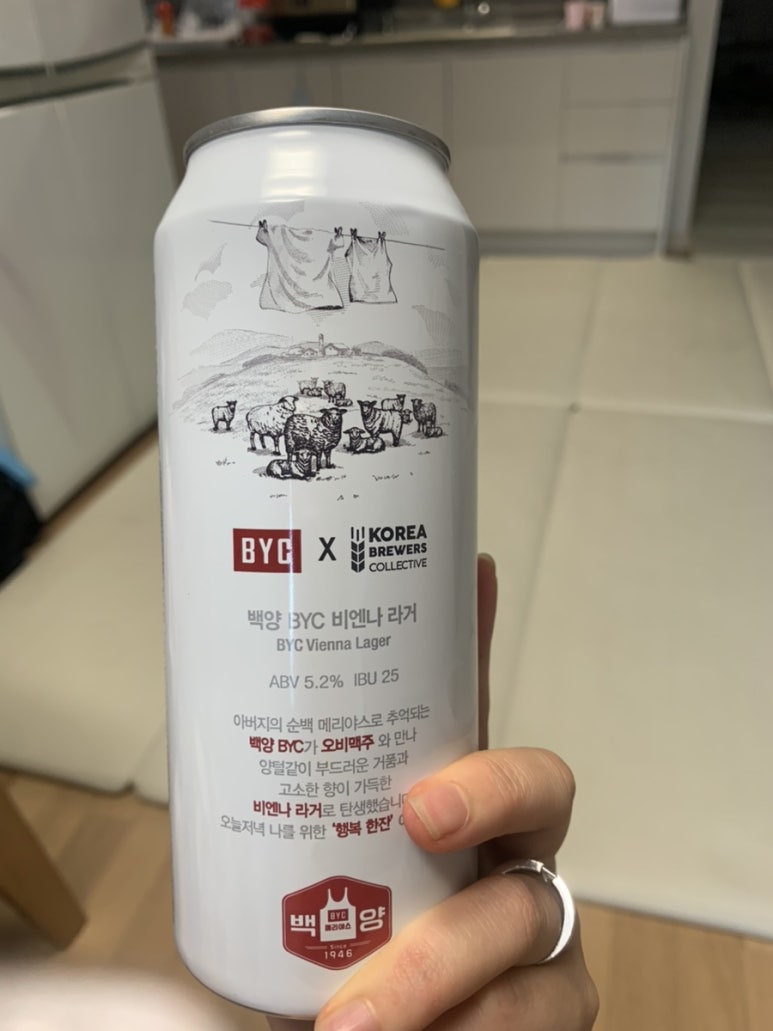 BYC X KOREA BREWERS COLLECTIVE
백양 BYC 비엔나 라거
BYC Vienna Lager
ABV 5.2% IBU 25
아버지의 순백 메리야스로 추억되는
백양 BYC가 오비맥주 와 만나
양털같이 부드러운 거품과
고소한 향이 가득한
비엔나 라거로 탄생했습니
오늘저녁 나를 위한 '행복 한잔'
백 BYC 메리야스 양
Since
1946